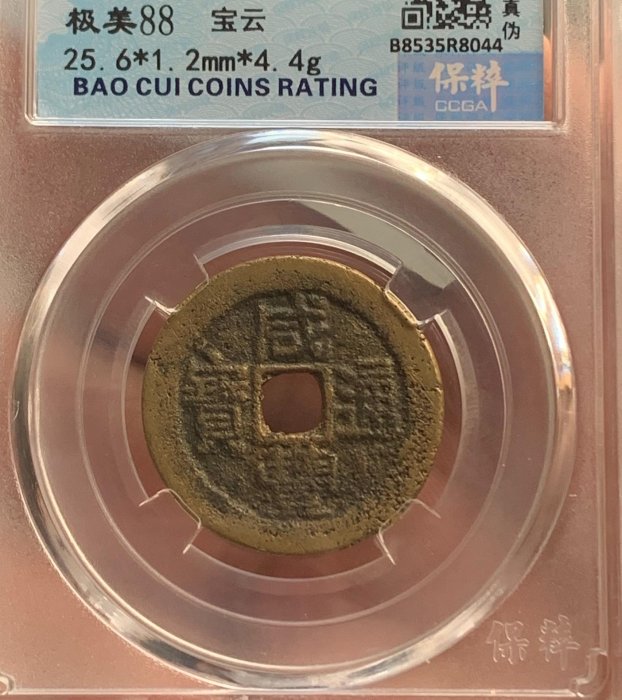 极美88 宝云
真伪
25.6*1.2mm*4.4g
B8535R8044
BAO CUI COINS RATING
保粹
CCGA
咸
寶 通
豐
保粹